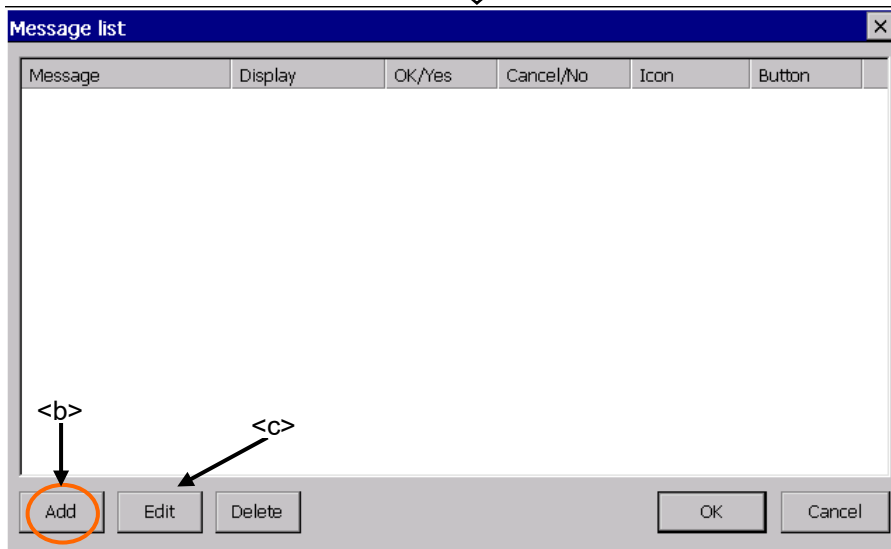 Message list
Message Display OK/Yes Cancel/No Icon Button
<b>
<c>
Add Edit Delete OK Cancel